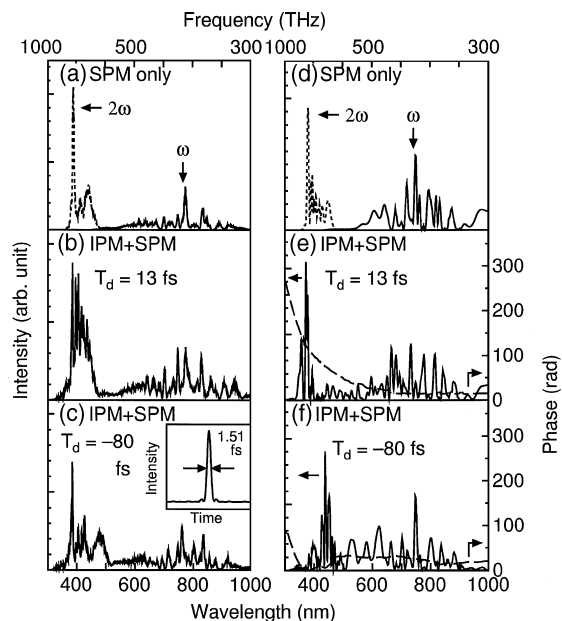 Frequency (THz)
1000 500 300 1000 500 300
(a) SPM only
2ω
ω
(d) SPM only
2ω
ω
(b) IPM+SPM
Td = 13 fs
(e) IPM+SPM
Td = 13 fs
300
200
100
0
(c) IPM+SPM
Td = –80
fs
Intensity
1.51
fs
Time
(f) IPM+SPM
Td = –80 fs
300
200
100
0
Intensity (arb. unit)
Phase (rad)
400 600 800 1000 400 600 800 1000
Wavelength (nm)